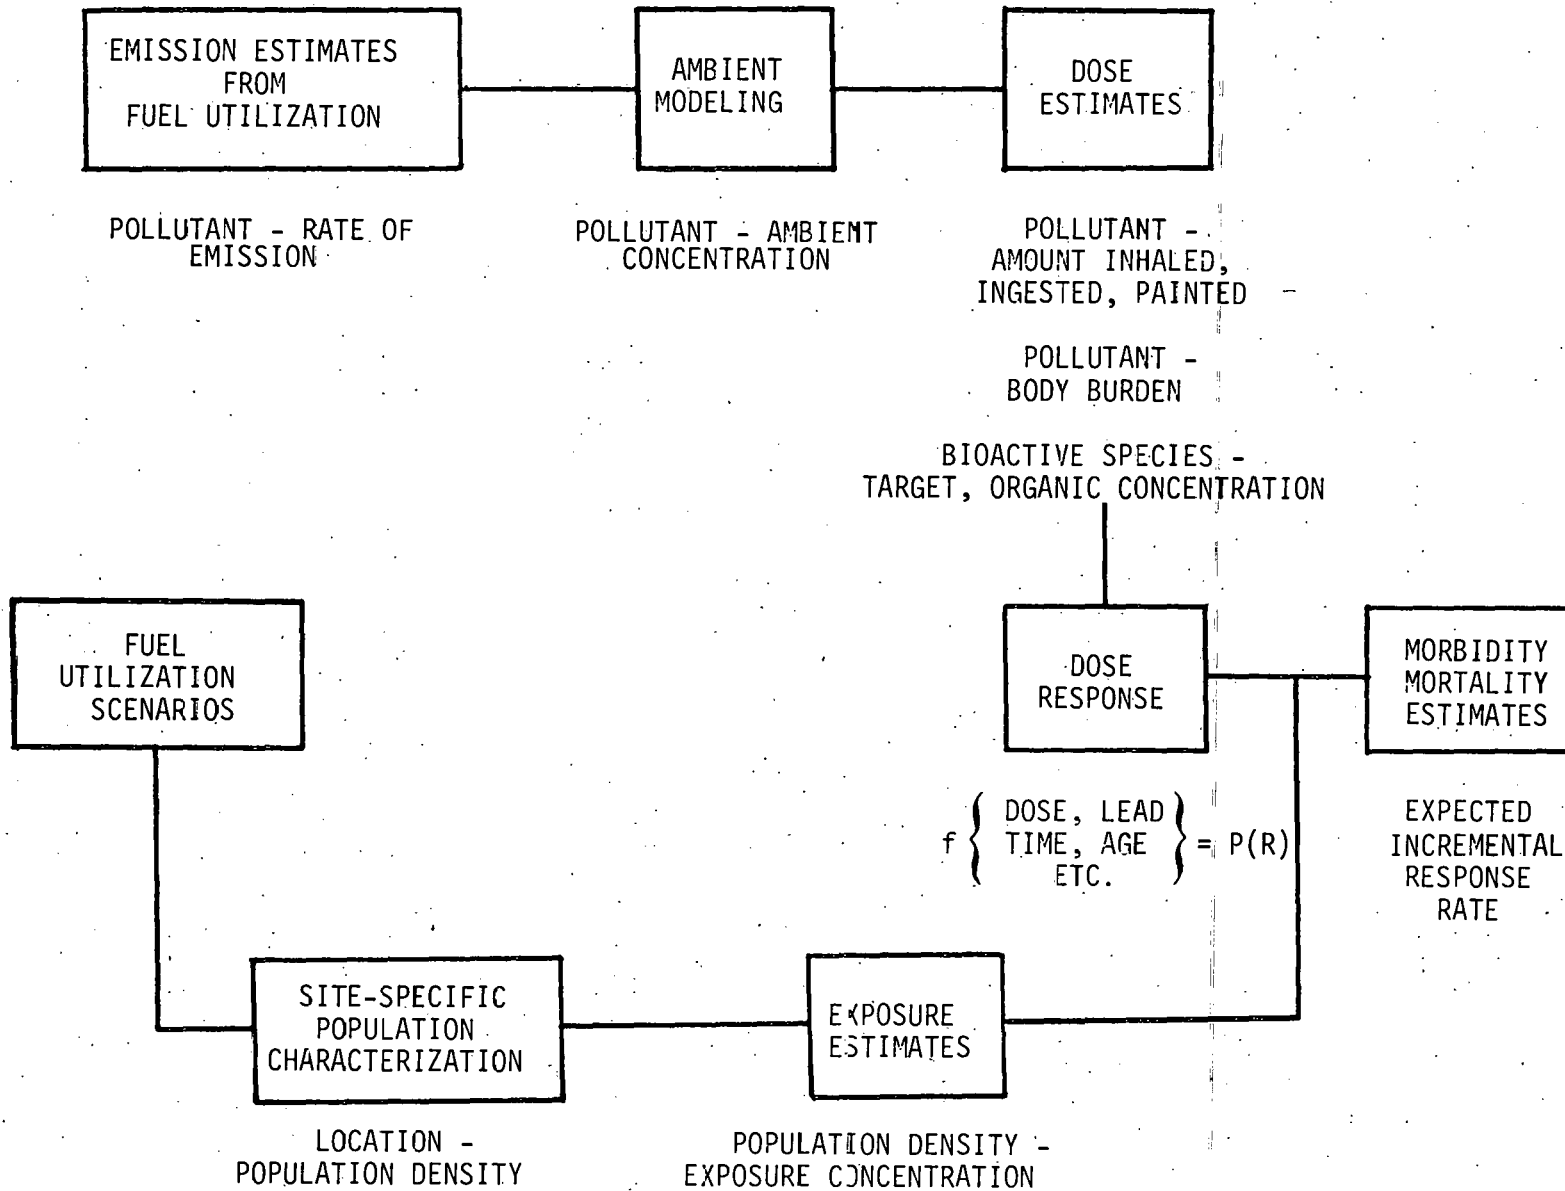 EMISSION ESTIMATES
FROM
FUEL UTILIZATION
AMBIENT
MODELING
DOSE
ESTIMATES
POLLUTANT - RATE OF
EMISSION
POLLUTANT - AMBIENT
CONCENTRATION
POLLUTANT -
AMOUNT INHALED,
INGESTED, PAINTED
POLLUTANT -
BODY BURDEN
BIOACTIVE SPECIES -
TARGET, ORGANIC CONCENTRATION
FUEL
UTILIZATION
SCENARIOS
DOSE
RESPONSE
MORBIDITY
MORTALITY
ESTIMATES
f { DOSE, LEAD
TIME, AGE
ETC. } = P(R)
EXPECTED
INCREMENTAL
RESPONSE
RATE
SITE-SPECIFIC
POPULATION
CHARACTERIZATION
EXPOSURE
ESTIMATES
LOCATION -
POPULATION DENSITY
POPULATION DENSITY -
EXPOSURE CONCENTRATION